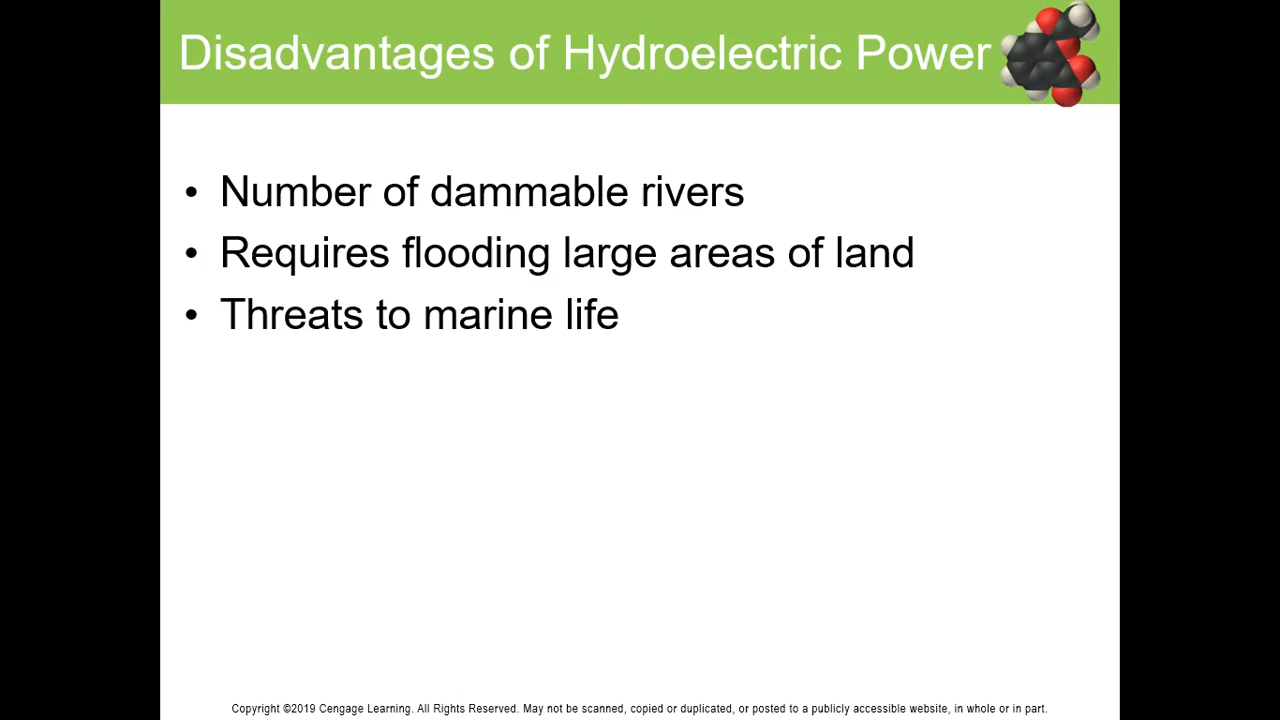 Disadvantages of Hydroelectric Power
• Number of dammable rivers
• Requires flooding large areas of land
• Threats to marine life
Copyright ©2019 Cengage Learning. All Rights Reserved. May not be scanned, copied or duplicated, or posted to a publicly accessible website, in whole or in part.